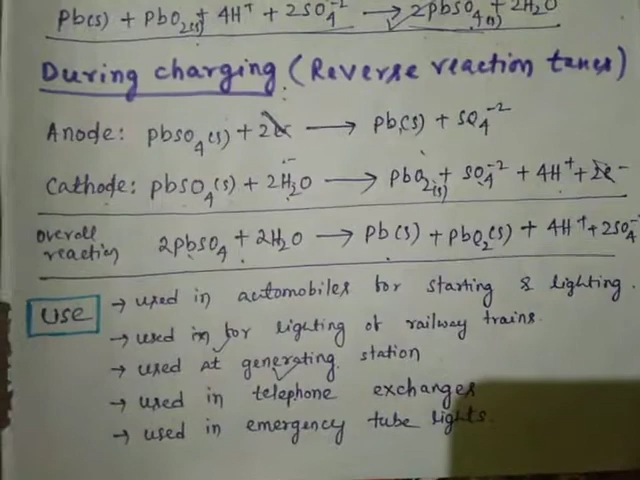 Pb(s) + PbO2(s) + 4H+ + 2SO4-2 → 2PbSO4(s) + 2H2O
During charging (Reverse reaction takes)
Anode: PbSO4(s) + 2e → Pb(s) + SO4-2
Cathode: PbSO4(s) + 2H2O → PbO2(s) + SO4-2 + 4H+ + 2e-
overall reaction 2PbSO4 + 2H2O → Pb(s) + PbO2(s) + 4H+ + 2SO4-
USE → used in automobiles for starting & lighting.
→ used in for lighting of railway trains.
→ used at generating station
→ used in telephone exchanges
→ used in emergency tube lights.